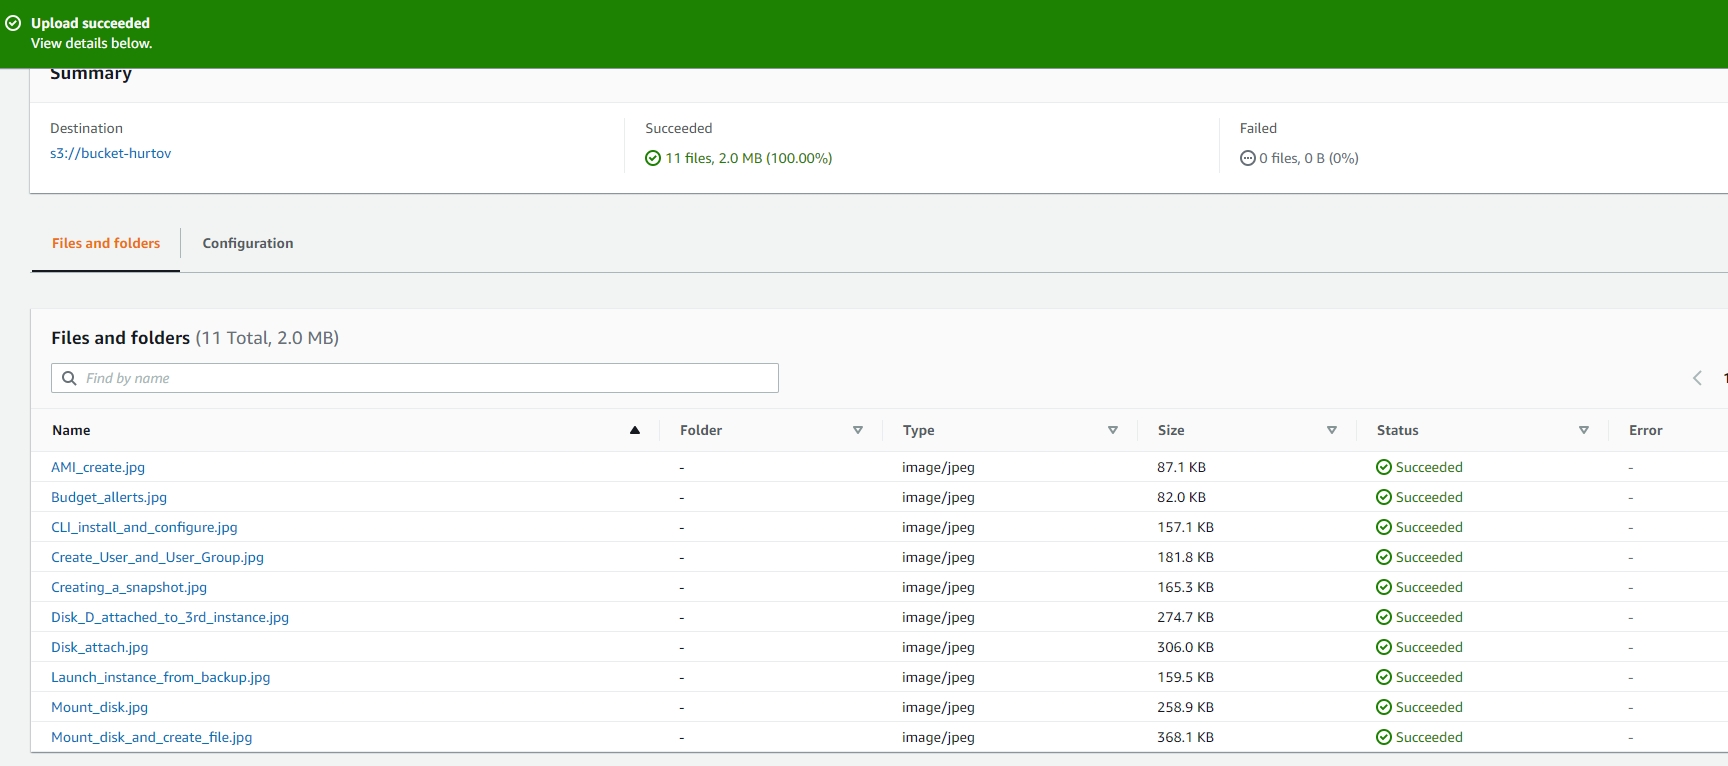 Upload succeeded
View details below.
Summary
Destination Succeeded Failed
s3://bucket-hurtov 11 files, 2.0 MB (100.00%) 0 files, 0 B (0%)
Files and folders Configuration
Files and folders (11 Total, 2.0 MB)
Find by name
1
Name Folder Type Size Status Error
AMI_create.jpg - image/jpeg 87.1 KB Succeeded -
Budget_allerts.jpg - image/jpeg 82.0 KB Succeeded -
CLI_install_and_configure.jpg - image/jpeg 157.1 KB Succeeded -
Create_User_and_User_Group.jpg - image/jpeg 181.8 KB Succeeded -
Creating_a_snapshot.jpg - image/jpeg 165.3 KB Succeeded -
Disk_D_attached_to_3rd_instance.jpg - image/jpeg 274.7 KB Succeeded -
Disk_attach.jpg - image/jpeg 306.0 KB Succeeded -
Launch_instance_from_backup.jpg - image/jpeg 159.5 KB Succeeded -
Mount_disk.jpg - image/jpeg 258.9 KB Succeeded -
Mount_disk_and_create_file.jpg - image/jpeg 368.1 KB Succeeded -